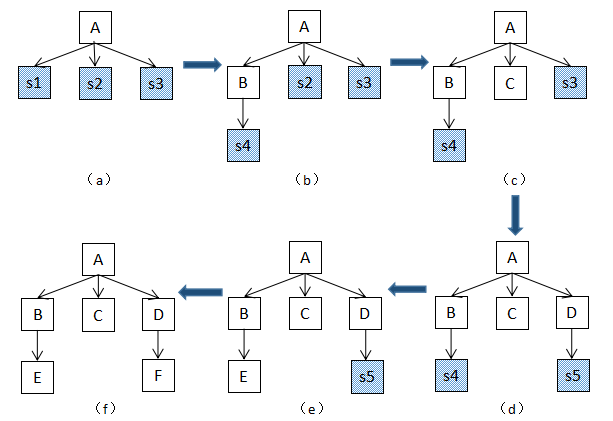 A A A
s1 s2 s3 B s2 s3 B C s3
s4 s4
（a） （b） （c）
A A A
B C D B C D B C D
E F E s5 s4 s5
（f） （e） （d）